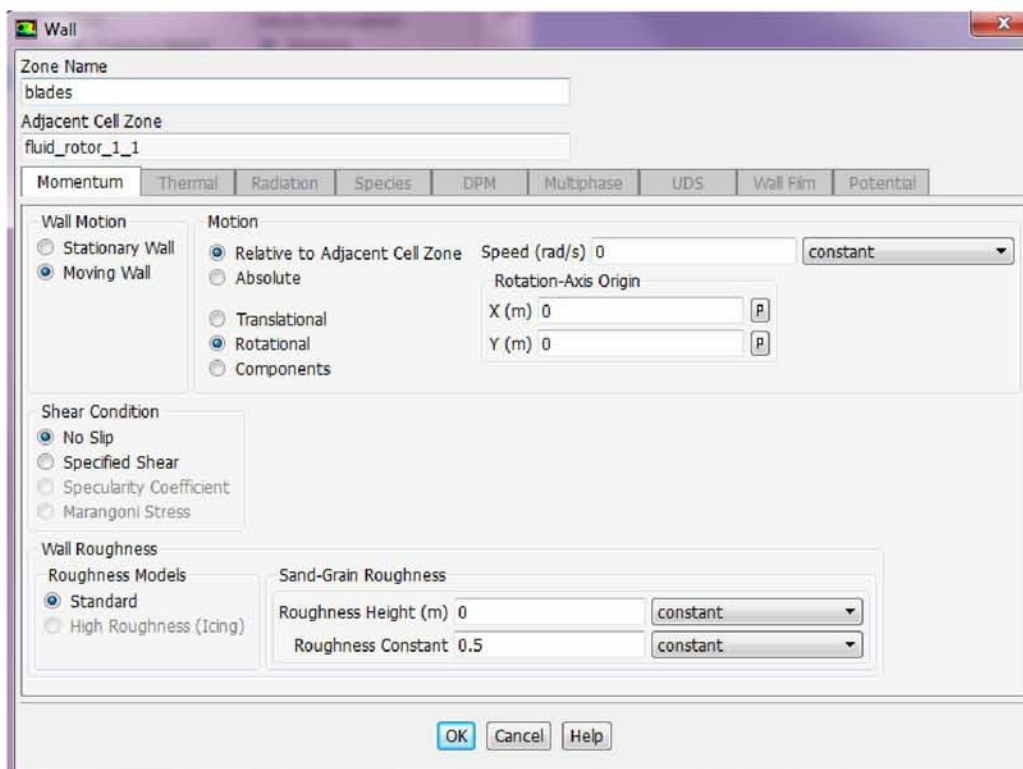 Wall
Zone Name
blades
Adjacent Cell Zone
fluid_rotor_1_1
Momentum Thermal Radiation Species DPM Multiphase UDS Wall Film Potential
Wall Motion Motion
Stationary Wall Relative to Adjacent Cell Zone Speed (rad/s) 0 constant
Moving Wall Absolute Rotation-Axis Origin
X (m) 0 P
Translational
Rotational Y (m) 0 P
Components
Shear Condition
No Slip
Specified Shear
Specularity Coefficient
Marangoni Stress
Wall Roughness
Roughness Models Sand-Grain Roughness
Standard Roughness Height (m) 0 constant
High Roughness (Icing) Roughness Constant 0.5 constant
OK Cancel Help